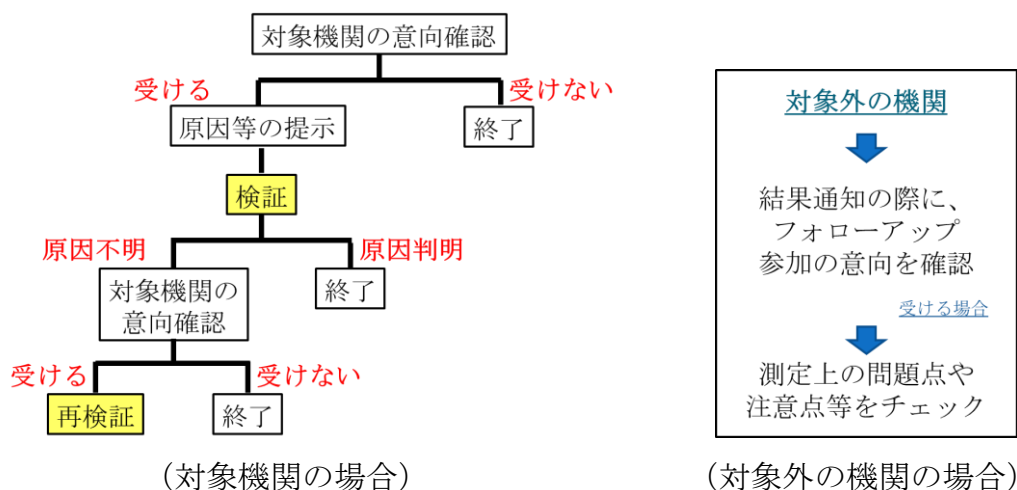 対象機関の意向確認
受ける
受けない
原因等の提示
終了
検証
原因不明
原因判明
対象機関の
意向確認
終了
受ける
受けない
再検証
終了
(対象機関の場合)
対象外の機関
結果通知の際に、
フォローアップ
参加の意向を確認
受ける場合
測定上の問題点や
注意点等をチェック
(対象外の機関の場合)